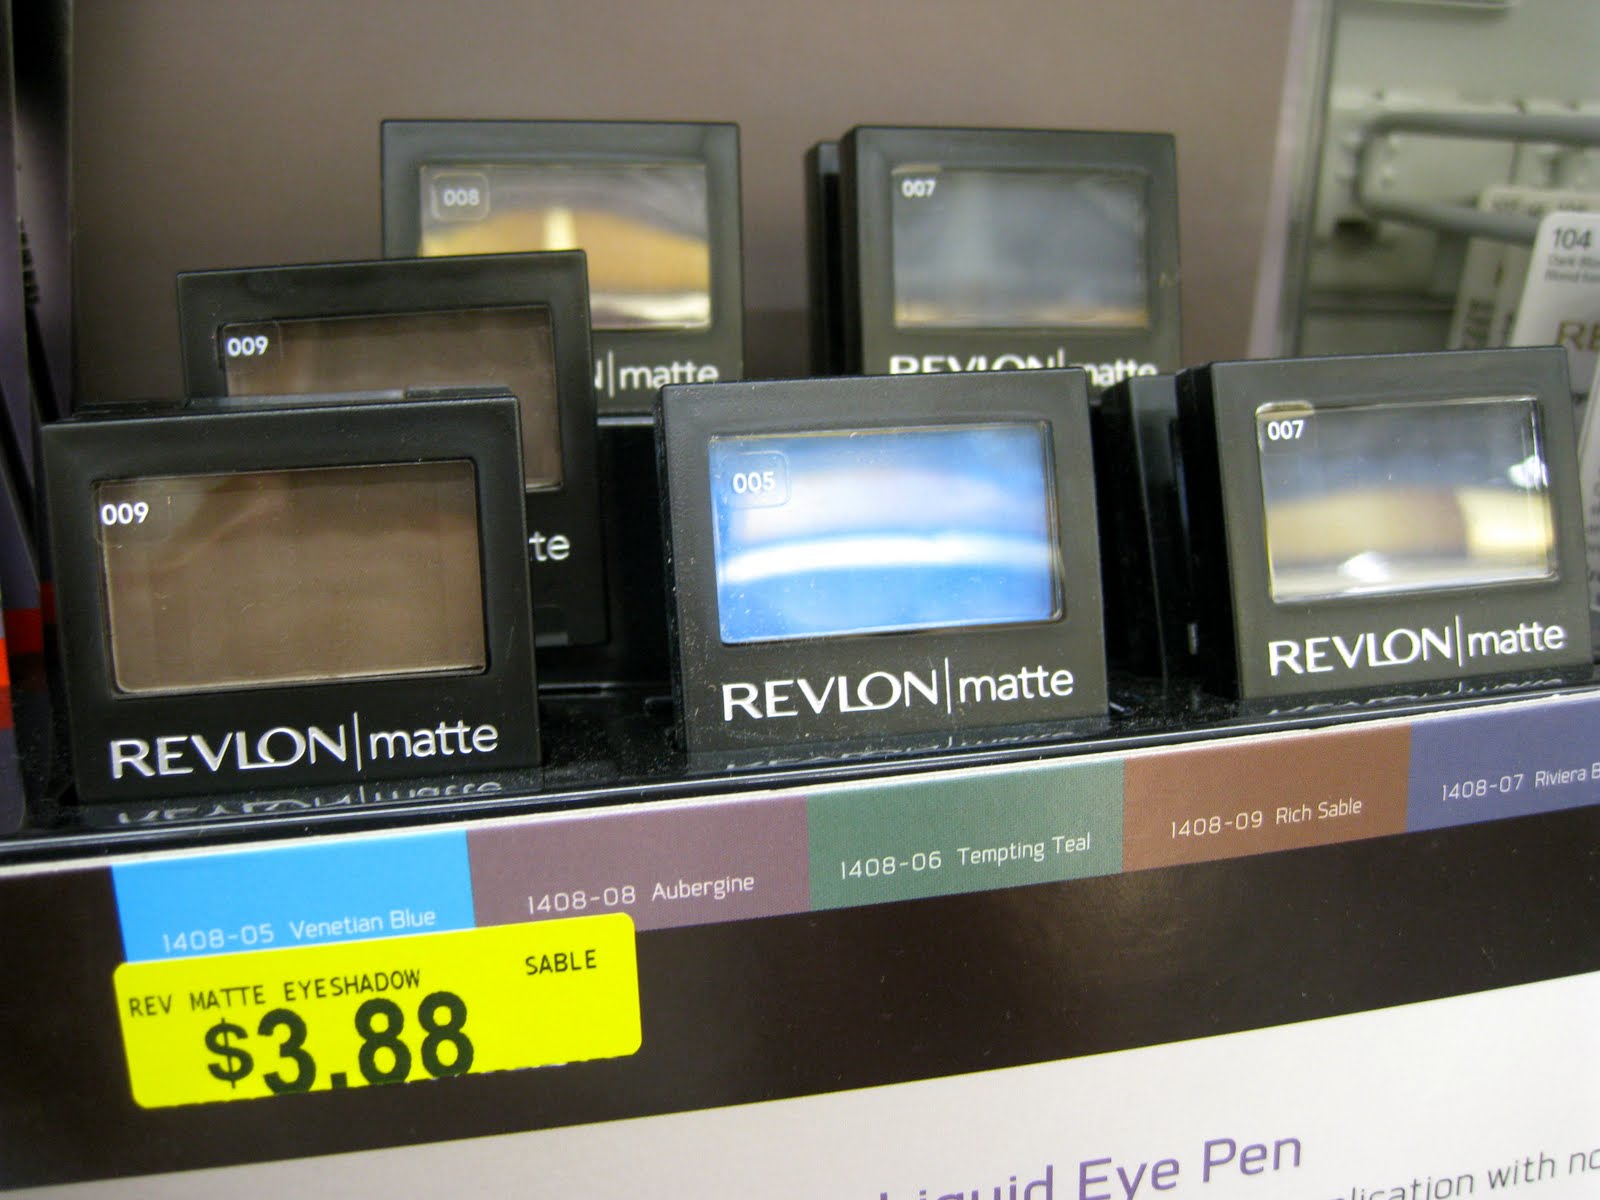 008
007
009
matte
REVLON matte
104
009
005
007
te
REVLON|matte
REVLON|matte
REVLON|matte
1408-05 Venetian Blue
1408-08 Aubergine
1408-06 Tempting Teal
1408-09 Rich Sable
1408-07 Riviera B
REV MATTE EYESHADOW SABLE
$3.88
Liquid Eye Pen
lication with no